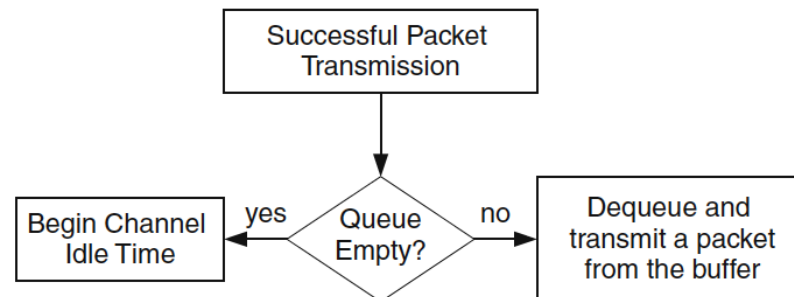 Successful Packet
Transmission
yes
no
Begin Channel
Idle Time
Queue
Empty?
Dequeue and
transmit a packet
from the buffer